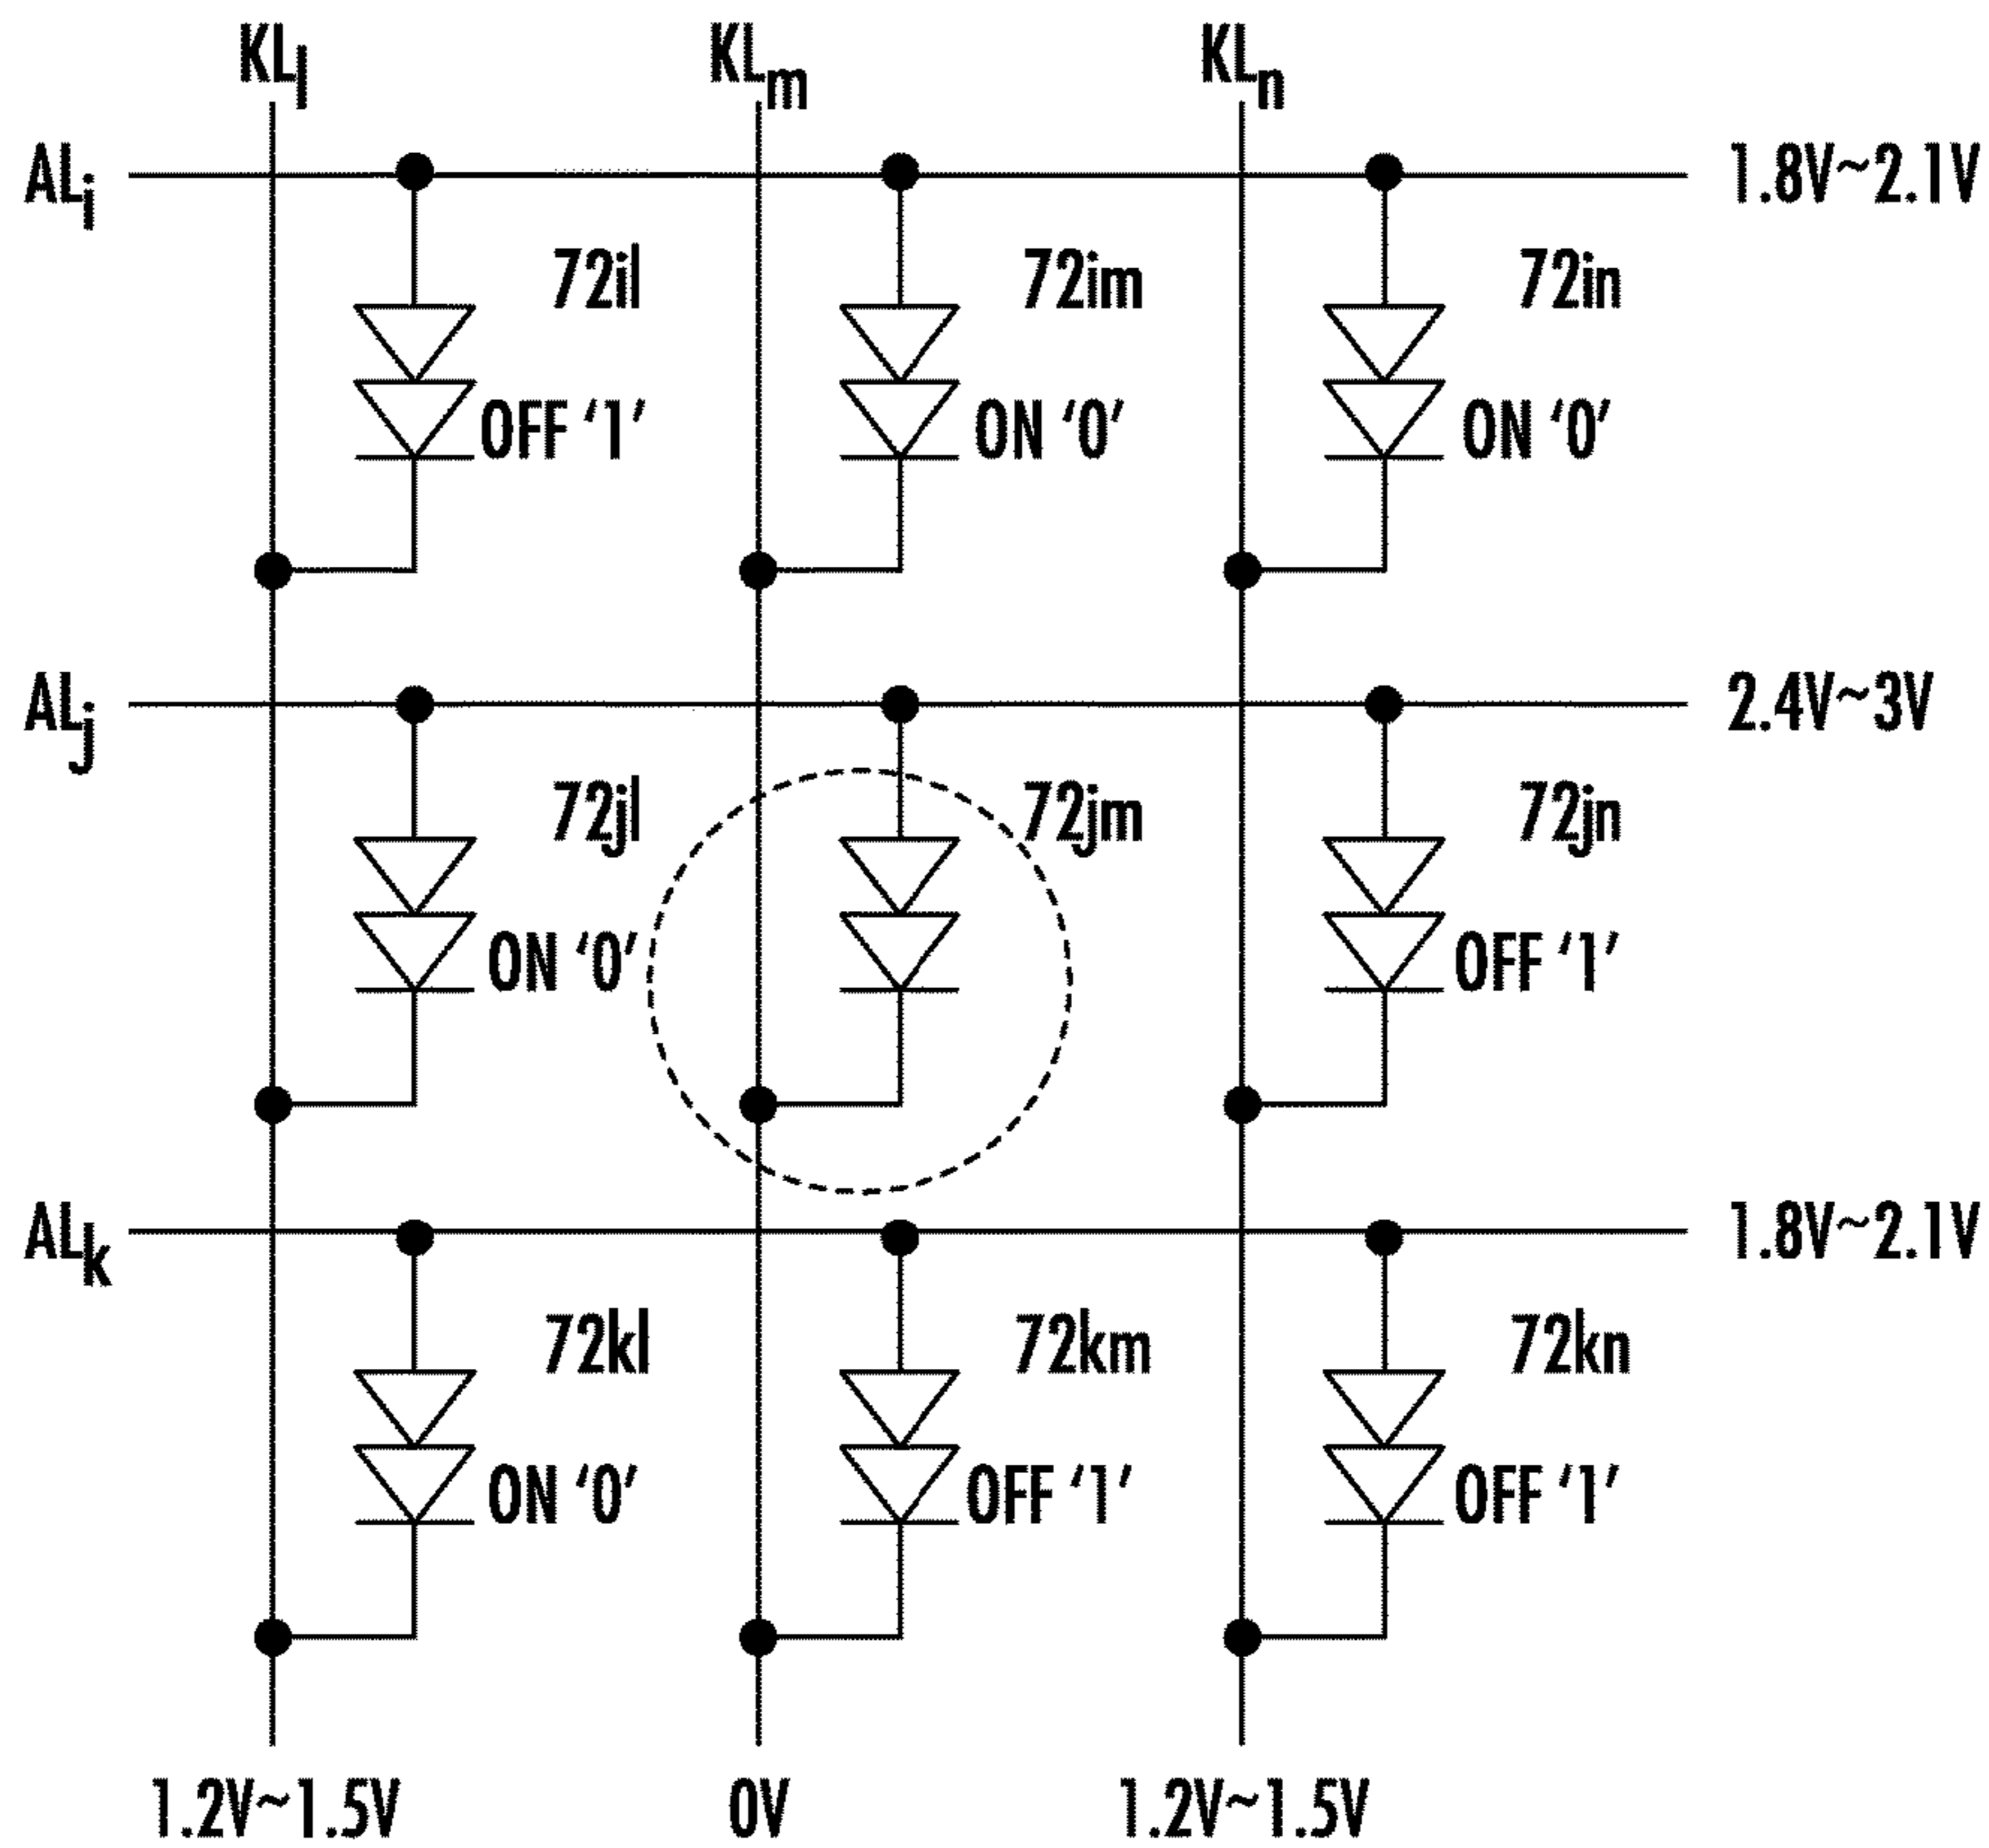 KLl KLm KLn
ALi 1.8V~2.1V
72il 72im 72in
OFF ‘1’ ON ‘0’ ON ‘0’
ALj 2.4V~3V
72jl 72jm 72jn
ON ‘0’ OFF ‘1’
ALk 1.8V~2.1V
72kl 72km 72kn
ON ‘0’ OFF ‘1’ OFF ‘1’
1.2V~1.5V 0V 1.2V~1.5V